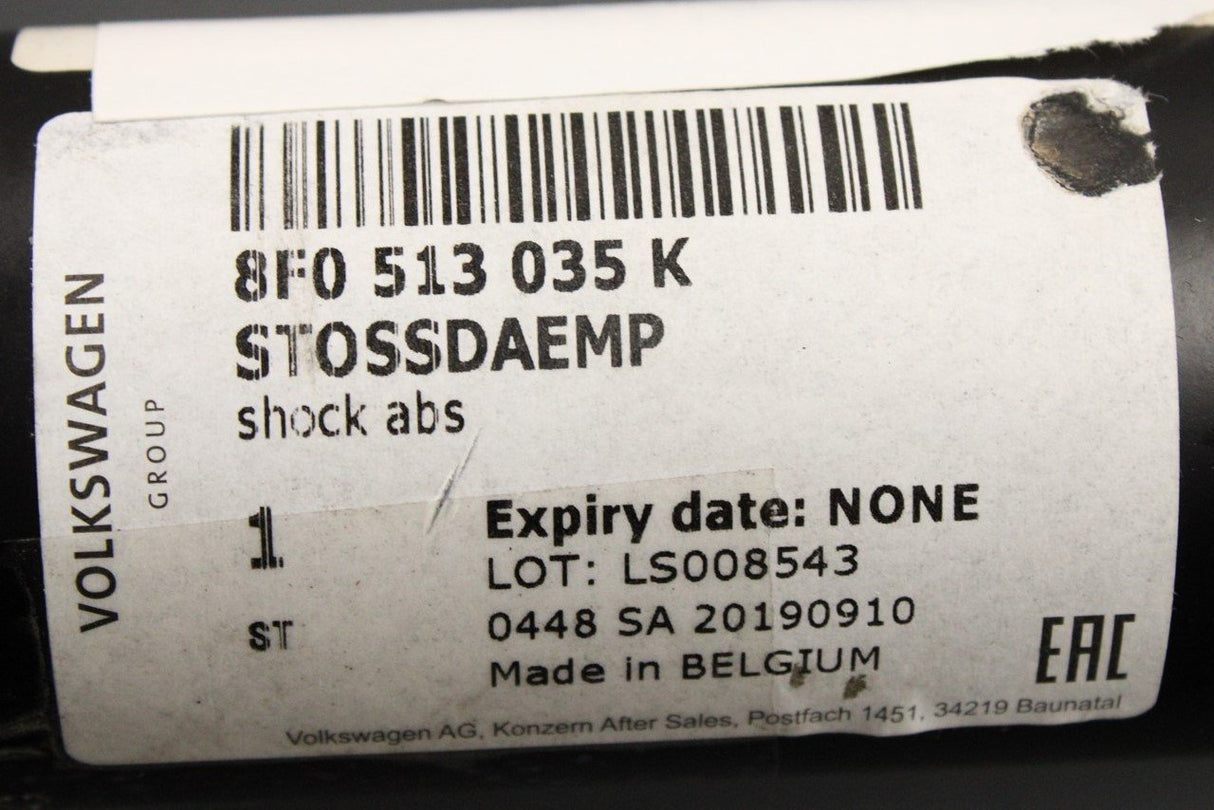 VOLKSWAGEN
GROUP
8F0 513 035 K
STOSSDAEMP
shock abs
1
ST
Expiry date: NONE
LOT: LS008543
0448 SA 20190910
Made in BELGIUM
EAC
Volkswagen AG, Konzern After Sales, Postfach 1451, 34219 Baunatal